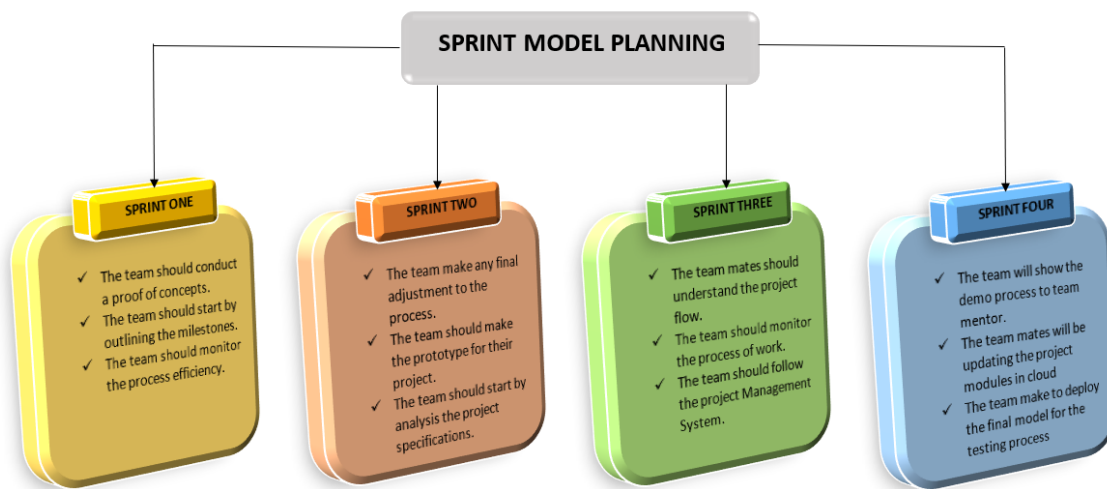 SPRINT MODEL PLANNING
SPRINT ONE
✓ The team should conduct
a proof of concepts.
✓ The team should start by
outlining the milestones.
✓ The team should monitor
the process efficiency.
SPRINT TWO
✓ The team make any final
adjustment to the
process.
✓ The team should make
the prototype for their
project.
✓ The team should start by
analysis the project
specifications.
SPRINT THREE
✓ The team mates should
understand the project
flow.
✓ The team should monitor
the process of work.
✓ The team should follow
the project Management
System.
SPRINT FOUR
✓ The team will show the
demo process to team
mentor.
✓ The team mates will be
updating the project
modules in cloud
✓ The team make to deploy
the final model for the
testing process